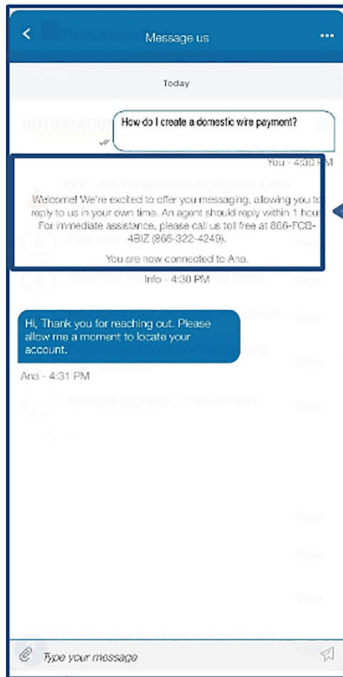 Message us
Today
How do I create a domestic wire payment?
You - 4:30 PM
Welcome! We're excited to offer you messaging, allowing you to
reply to us in your own time. An agent should reply within 1 hour.
For immediate assistance, please call us toll free at 866-FCB-
4BIZ (866-322-4249).
You are now connected to Ana.
Info - 4:30 PM
Hi, Thank you for reaching out. Please
allow me a moment to locate your
account.
Ana - 4:31 PM
Type your message